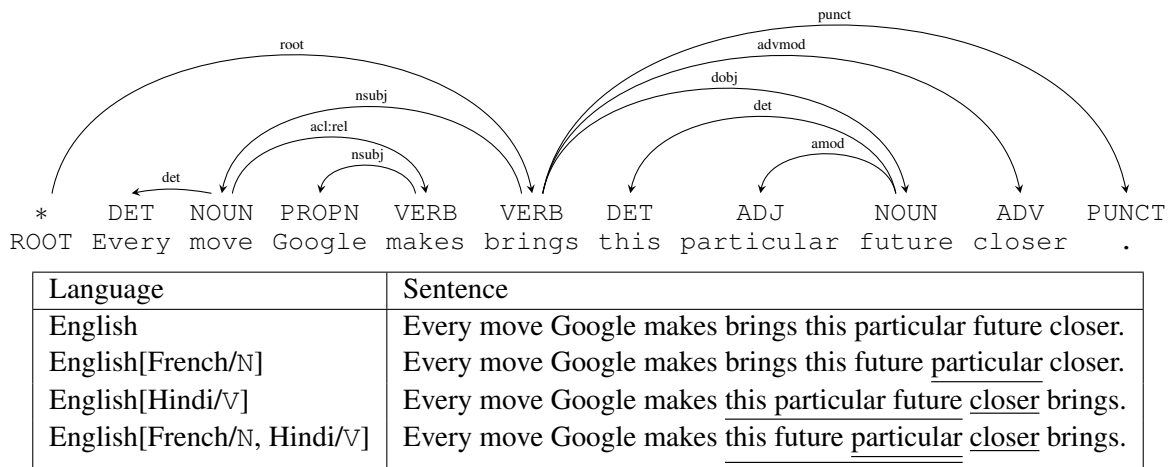 punct
root advmod
nsubj dobj
acl:rel det
nsubj amod
det
* DET NOUN PROPN VERB VERB DET ADJ NOUN ADV PUNCT
ROOT Every move Google makes brings this particular future closer .
Language Sentence
English Every move Google makes brings this particular future closer.
English[French/N] Every move Google makes brings this future particular closer.
English[Hindi/V] Every move Google makes this particular future closer brings.
English[French/N, Hindi/V] Every move Google makes this future particular closer brings.